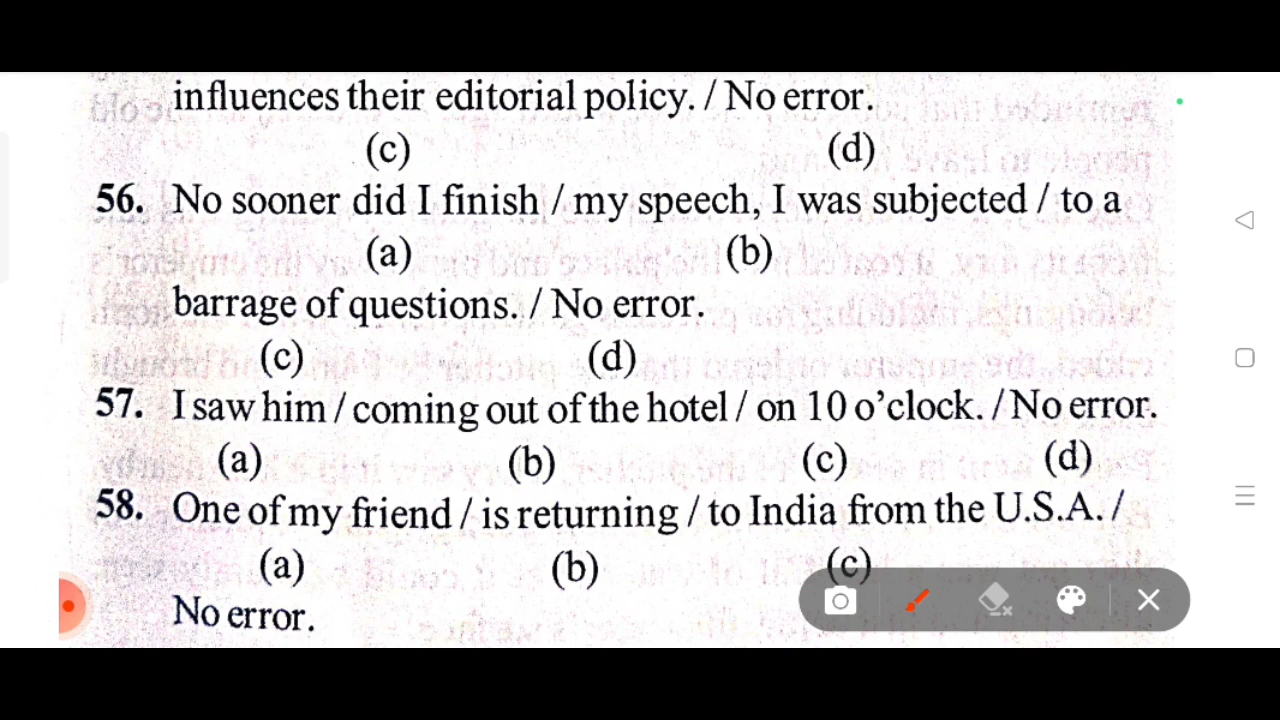 influences their editorial policy. / No error.
(c) (d)
56. No sooner did I finish / my speech, I was subjected / to a
(a) (b)
barrage of questions. / No error.
(c) (d)
57. I saw him / coming out of the hotel / on 10 o’clock. / No error.
(a) (b) (c) (d)
58. One of my friend / is returning / to India from the U.S.A. /
(a) (b) (c)
No error.